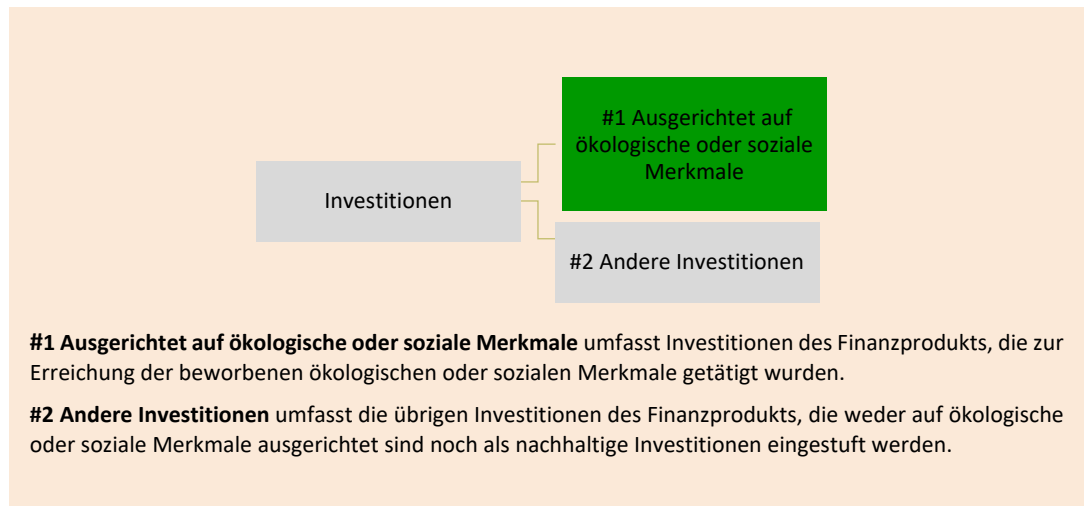 #1 Ausgerichtet auf
ökologische oder soziale
Merkmale
Investitionen
#2 Andere Investitionen
#1 Ausgerichtet auf ökologische oder soziale Merkmale umfasst Investitionen des Finanzprodukts, die zur
Erreichung der beworbenen ökologischen oder sozialen Merkmale getätigt wurden.
#2 Andere Investitionen umfasst die übrigen Investitionen des Finanzprodukts, die weder auf ökologische
oder soziale Merkmale ausgerichtet sind noch als nachhaltige Investitionen eingestuft werden.